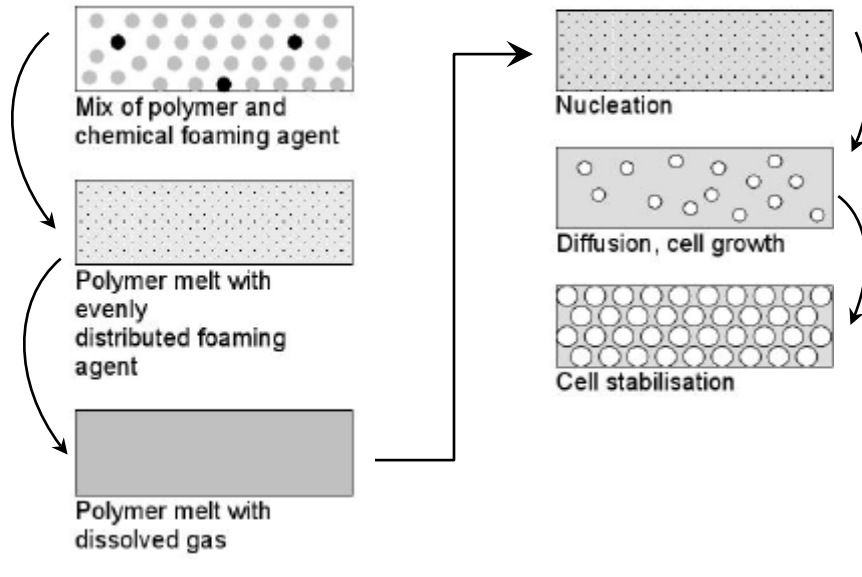 Mix of polymer and
chemical foaming agent
Polymer melt with
evenly
distributed foaming
agent
Polymer melt with
dissolved gas
Nucleation
Diffusion, cell growth
Cell stabilisation